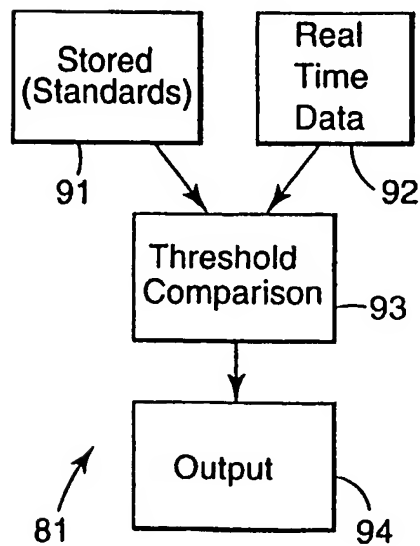 Stored
(Standards)
Real
Time
Data
91
92
Threshold
Comparison
93
Output
81
94